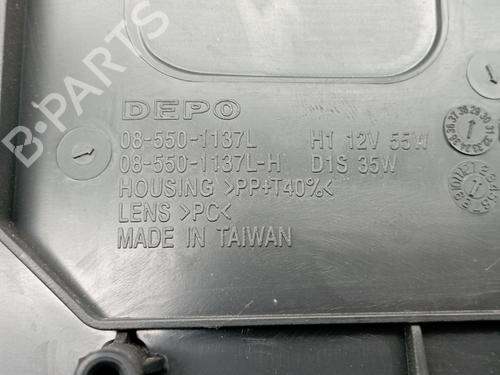 B-PARTS
DEPO
08-550-1137L H1 12V 55W
08-550-1137L-H D1S 35W
HOUSING >PP+T40%<
LENS >PC<
MADE IN TAIWAN